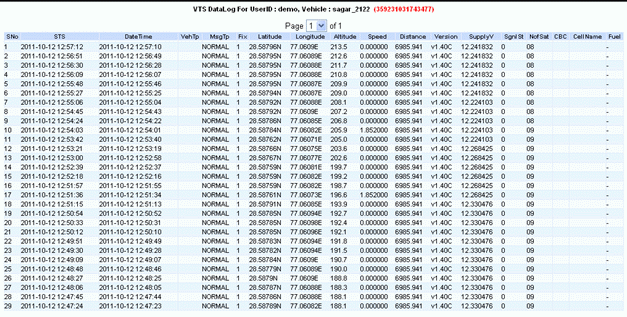 VTS DataLog For UserID : demo, Vehicle : sagar_2122 (359231031743477)
Page 1 of 1
SNo STS DateTime VehTp MsgTp Fix Latitude Longitude Altitude Speed Distance Version SupplyV SgnlSt NofSat CBC CellName Fuel
1 2011-10-12 12:57:12 2011-10-12 12:57:10 NORMAL 1 28.58796N 77.0609E 213.5 0.000000 6985.941 v1.40C 12.241832 0 08 -
2 2011-10-12 12:56:51 2011-10-12 12:56:49 NORMAL 1 28.58795N 77.06089E 212.6 0.000000 6985.941 v1.40C 12.241832 0 08 -
3 2011-10-12 12:56:30 2011-10-12 12:56:28 NORMAL 1 28.58795N 77.06088E 211.7 0.000000 6985.941 v1.40C 12.241832 0 08 -
4 2011-10-12 12:56:09 2011-10-12 12:56:07 NORMAL 1 28.58795N 77.06088E 210.8 0.000000 6985.941 v1.40C 12.241832 0 08 -
5 2011-10-12 12:55:48 2011-10-12 12:55:46 NORMAL 1 28.58794N 77.06087E 209.9 0.000000 6985.941 v1.40C 12.241832 0 08 -
6 2011-10-12 12:55:27 2011-10-12 12:55:25 NORMAL 1 28.58794N 77.06087E 209.0 0.000000 6985.941 v1.40C 12.241832 0 08 -
7 2011-10-12 12:55:06 2011-10-12 12:55:04 NORMAL 1 28.58792N 77.06088E 208.1 0.000000 6985.941 v1.40C 12.224103 0 08 -
8 2011-10-12 12:54:45 2011-10-12 12:54:43 NORMAL 1 28.58792N 77.0609E 207.2 0.000000 6985.941 v1.40C 12.224103 0 08 -
9 2011-10-12 12:54:24 2011-10-12 12:54:22 NORMAL 1 28.58786N 77.06085E 206.8 0.000000 6985.941 v1.40C 12.224103 0 09 -
10 2011-10-12 12:54:03 2011-10-12 12:54:01 NORMAL 1 28.58784N 77.06082E 205.9 1.852000 6985.941 v1.40C 12.224103 0 09 -
11 2011-10-12 12:53:42 2011-10-12 12:53:40 NORMAL 1 28.58762N 77.06071E 205.0 0.000000 6985.941 v1.40C 12.224103 0 09 -
12 2011-10-12 12:53:21 2011-10-12 12:53:19 NORMAL 1 28.58766N 77.06075E 203.6 0.000000 6985.941 v1.40C 12.268425 0 09 -
13 2011-10-12 12:53:00 2011-10-12 12:52:58 NORMAL 1 28.58767N 77.06077E 202.6 0.000000 6985.941 v1.40C 12.268425 0 09 -
14 2011-10-12 12:52:39 2011-10-12 12:52:37 NORMAL 1 28.58759N 77.06081E 199.7 0.000000 6985.941 v1.40C 12.268425 0 09 -
15 2011-10-12 12:52:18 2011-10-12 12:52:16 NORMAL 1 28.58759N 77.06082E 199.2 0.000000 6985.941 v1.40C 12.268425 0 09 -
16 2011-10-12 12:51:57 2011-10-12 12:51:55 NORMAL 1 28.58759N 77.06082E 198.7 0.000000 6985.941 v1.40C 12.268425 0 09 -
17 2011-10-12 12:51:36 2011-10-12 12:51:34 NORMAL 1 28.58761N 77.06073E 196.6 1.852000 6985.941 v1.40C 12.268425 0 09 -
18 2011-10-12 12:51:15 2011-10-12 12:51:13 NORMAL 1 28.58791N 77.06085E 193.9 0.000000 6985.941 v1.40C 12.330476 0 09 -
19 2011-10-12 12:50:54 2011-10-12 12:50:52 NORMAL 1 28.58795N 77.06094E 192.7 0.000000 6985.941 v1.40C 12.330476 0 09 -
20 2011-10-12 12:50:33 2011-10-12 12:50:31 NORMAL 1 28.58785N 77.06098E 192.4 0.000000 6985.941 v1.40C 12.330476 0 09 -
21 2011-10-12 12:50:12 2011-10-12 12:50:10 NORMAL 1 28.58795N 77.06096E 192.1 0.000000 6985.941 v1.40C 12.330476 0 09 -
22 2011-10-12 12:49:51 2011-10-12 12:49:49 NORMAL 1 28.58783N 77.06094E 191.8 0.000000 6985.941 v1.40C 12.330476 0 09 -
23 2011-10-12 12:49:30 2011-10-12 12:49:28 NORMAL 1 28.58782N 77.06092E 191.5 0.000000 6985.941 v1.40C 12.330476 0 09 -
24 2011-10-12 12:49:09 2011-10-12 12:49:07 NORMAL 1 28.58784N 77.0609E 190.7 0.000000 6985.941 v1.40C 12.330476 0 09 -
25 2011-10-12 12:48:48 2011-10-12 12:48:46 NORMAL 1 28.58779N 77.06089E 190.0 0.000000 6985.941 v1.40C 12.330476 0 09 -
26 2011-10-12 12:48:27 2011-10-12 12:48:25 NORMAL 1 28.5879N 77.0609E 188.8 0.000000 6985.941 v1.40C 12.330476 0 09 -
27 2011-10-12 12:48:06 2011-10-12 12:48:05 NORMAL 1 28.58787N 77.06088E 188.3 0.000000 6985.941 v1.40C 12.330476 0 09 -
28 2011-10-12 12:47:45 2011-10-12 12:47:44 NORMAL 1 28.58788N 77.06086E 188.1 0.000000 6985.941 v1.40C 12.330476 0 09 -
29 2011-10-12 12:47:24 2011-10-12 12:47:23 NORMAL 1 28.58789N 77.06082E 188.1 0.000000 6985.941 v1.40C 12.330476 0 09 -